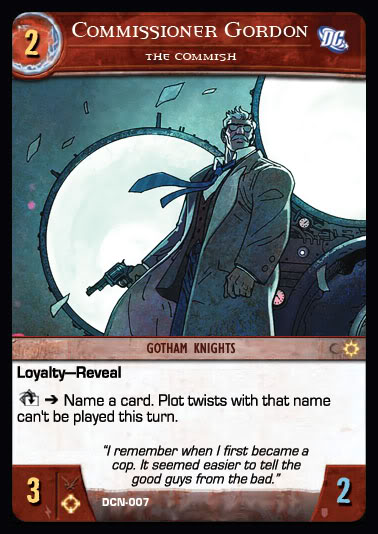 2
COMMISSIONER GORDON
DC
THE COMMISH
GOTHAM KNIGHTS
C
Loyalty—Reveal
➔ Name a card. Plot twists with that name
can't be played this turn.
"I remember when I first became a
cop. It seemed easier to tell the
good guys from the bad."
3
DCN-007
2